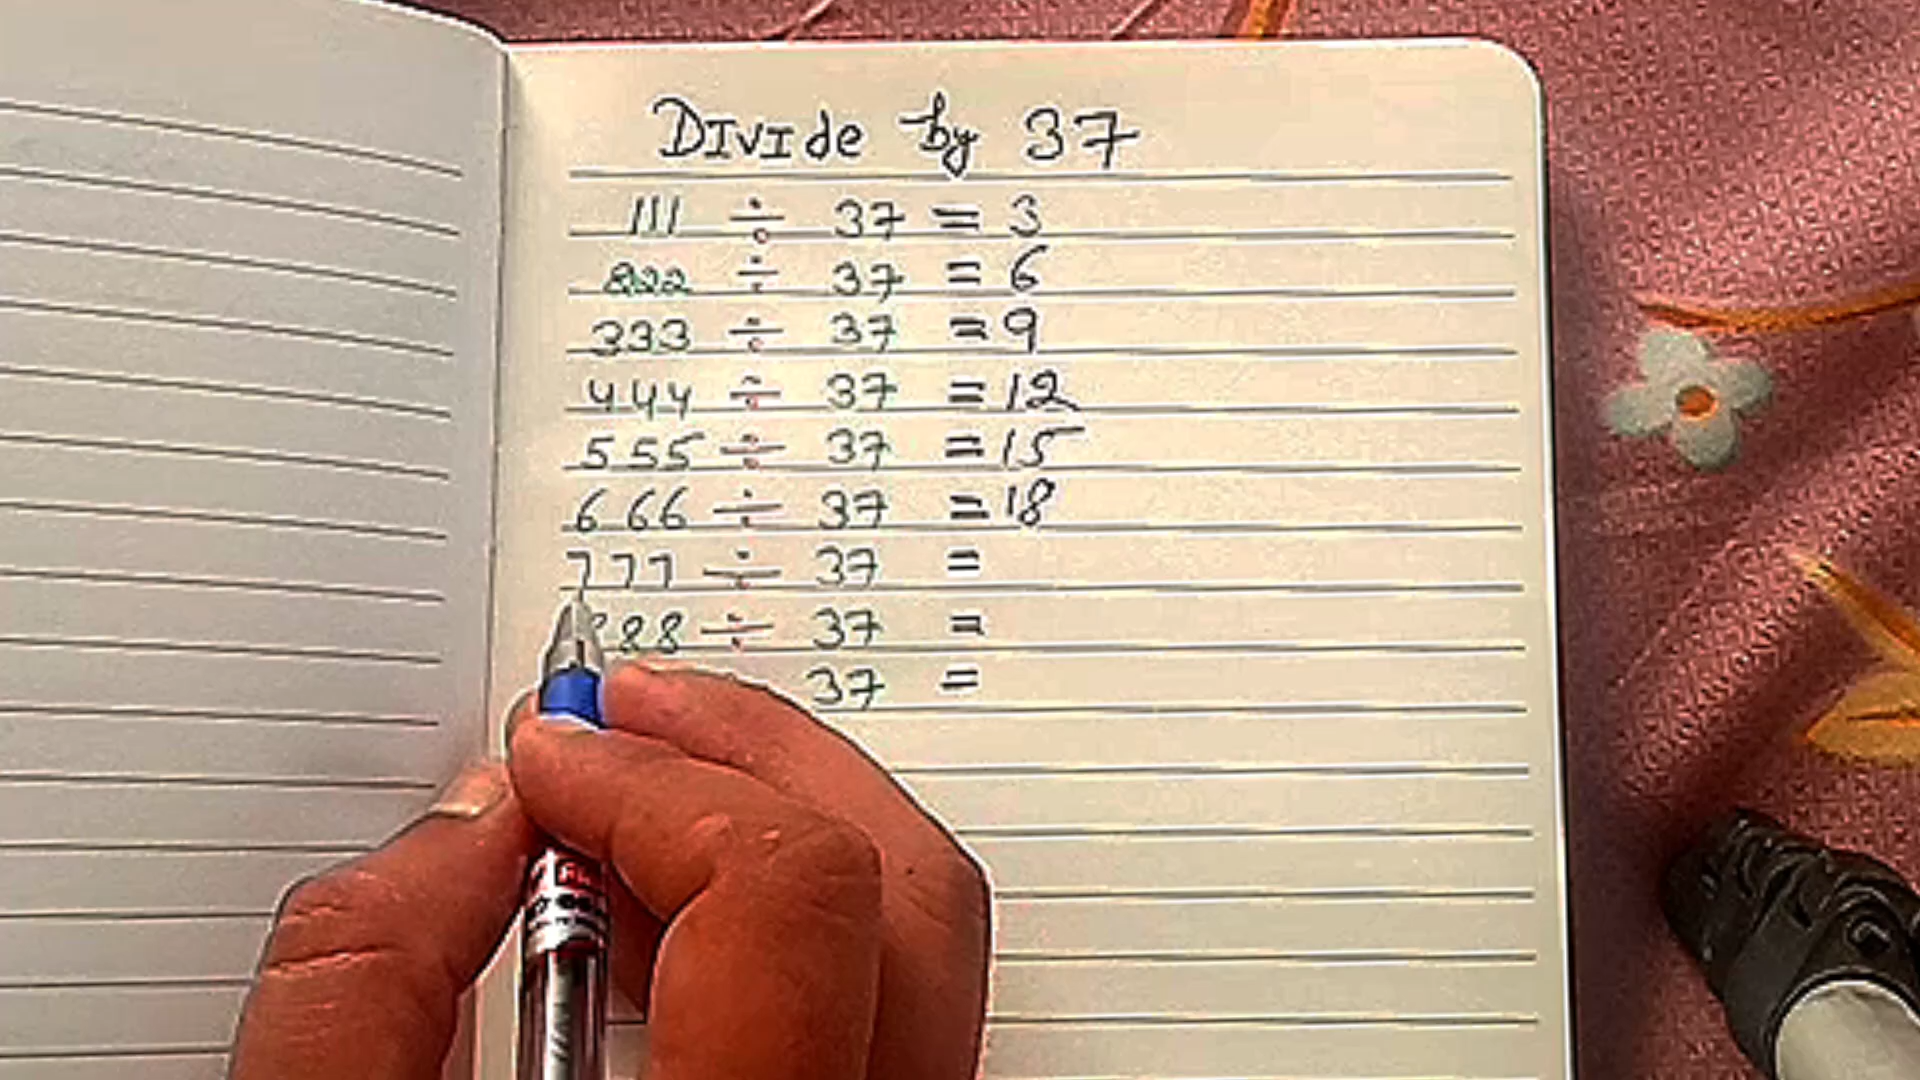 DIVIde by 37
111 ÷ 37 = 3
222 ÷ 37 = 6
333 ÷ 37 = 9
444 ÷ 37 = 12
555 ÷ 37 = 15
666 ÷ 37 = 18
777 ÷ 37 =
888 ÷ 37 =
37 =